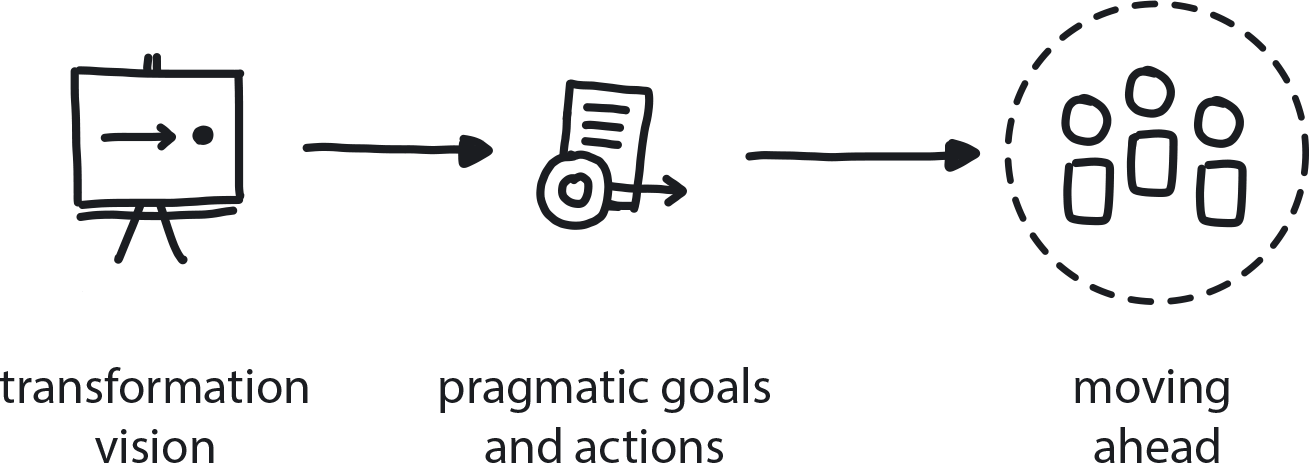 transformation
vision
pragmatic goals
and actions
moving
ahead